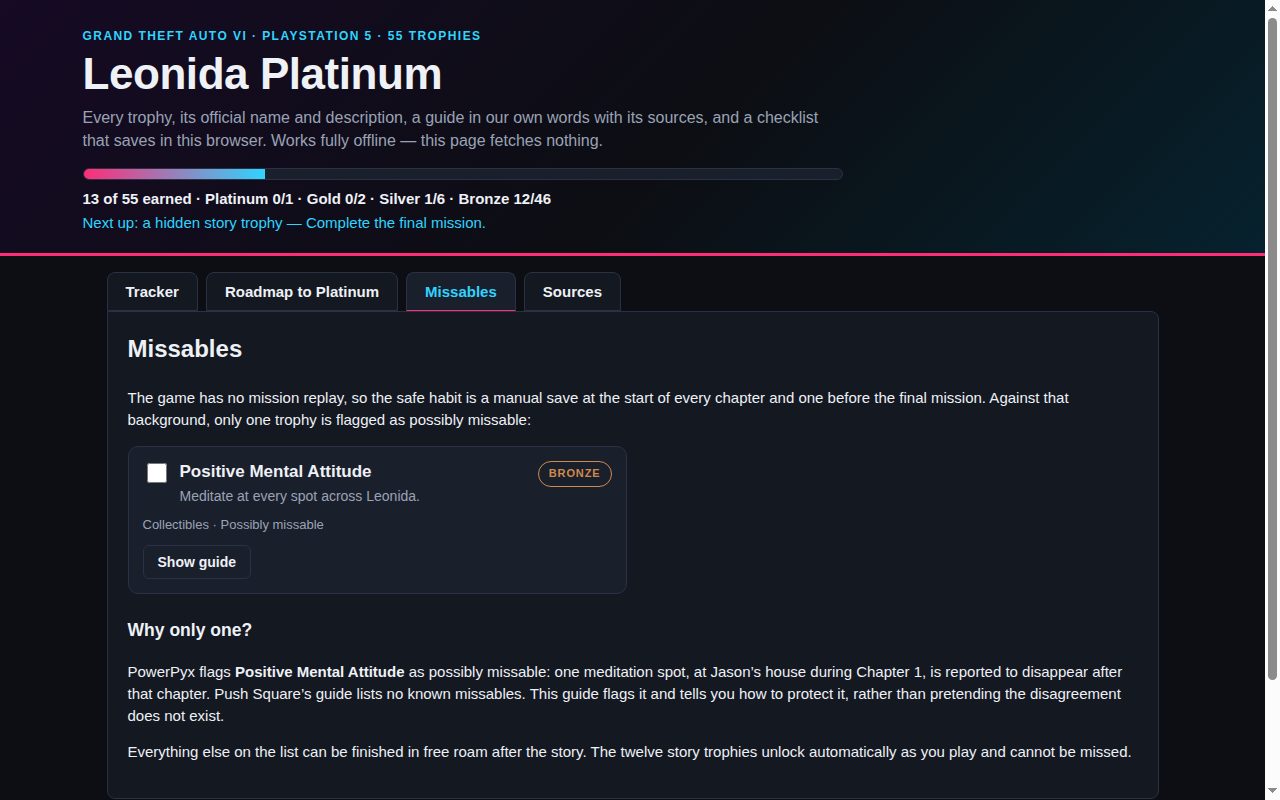 GRAND THEFT AUTO VI · PLAYSTATION 5 · 55 TROPHIES
Leonida Platinum
Every trophy, its official name and description, a guide in our own words with its sources, and a checklist
that saves in this browser. Works fully offline — this page fetches nothing.
13 of 55 earned · Platinum 0/1 · Gold 0/2 · Silver 1/6 · Bronze 12/46
Next up: a hidden story trophy — Complete the final mission.
Tracker
Roadmap to Platinum
Missables
Sources
Missables
The game has no mission replay, so the safe habit is a manual save at the start of every chapter and one before the final mission. Against that
background, only one trophy is flagged as possibly missable:
Positive Mental Attitude
BRONZE
Meditate at every spot across Leonida.
Collectibles · Possibly missable
Show guide
Why only one?
PowerPyx flags Positive Mental Attitude as possibly missable: one meditation spot, at Jason’s house during Chapter 1, is reported to disappear after
that chapter. Push Square’s guide lists no known missables. This guide flags it and tells you how to protect it, rather than pretending the disagreement
does not exist.
Everything else on the list can be finished in free roam after the story. The twelve story trophies unlock automatically as you play and cannot be missed.